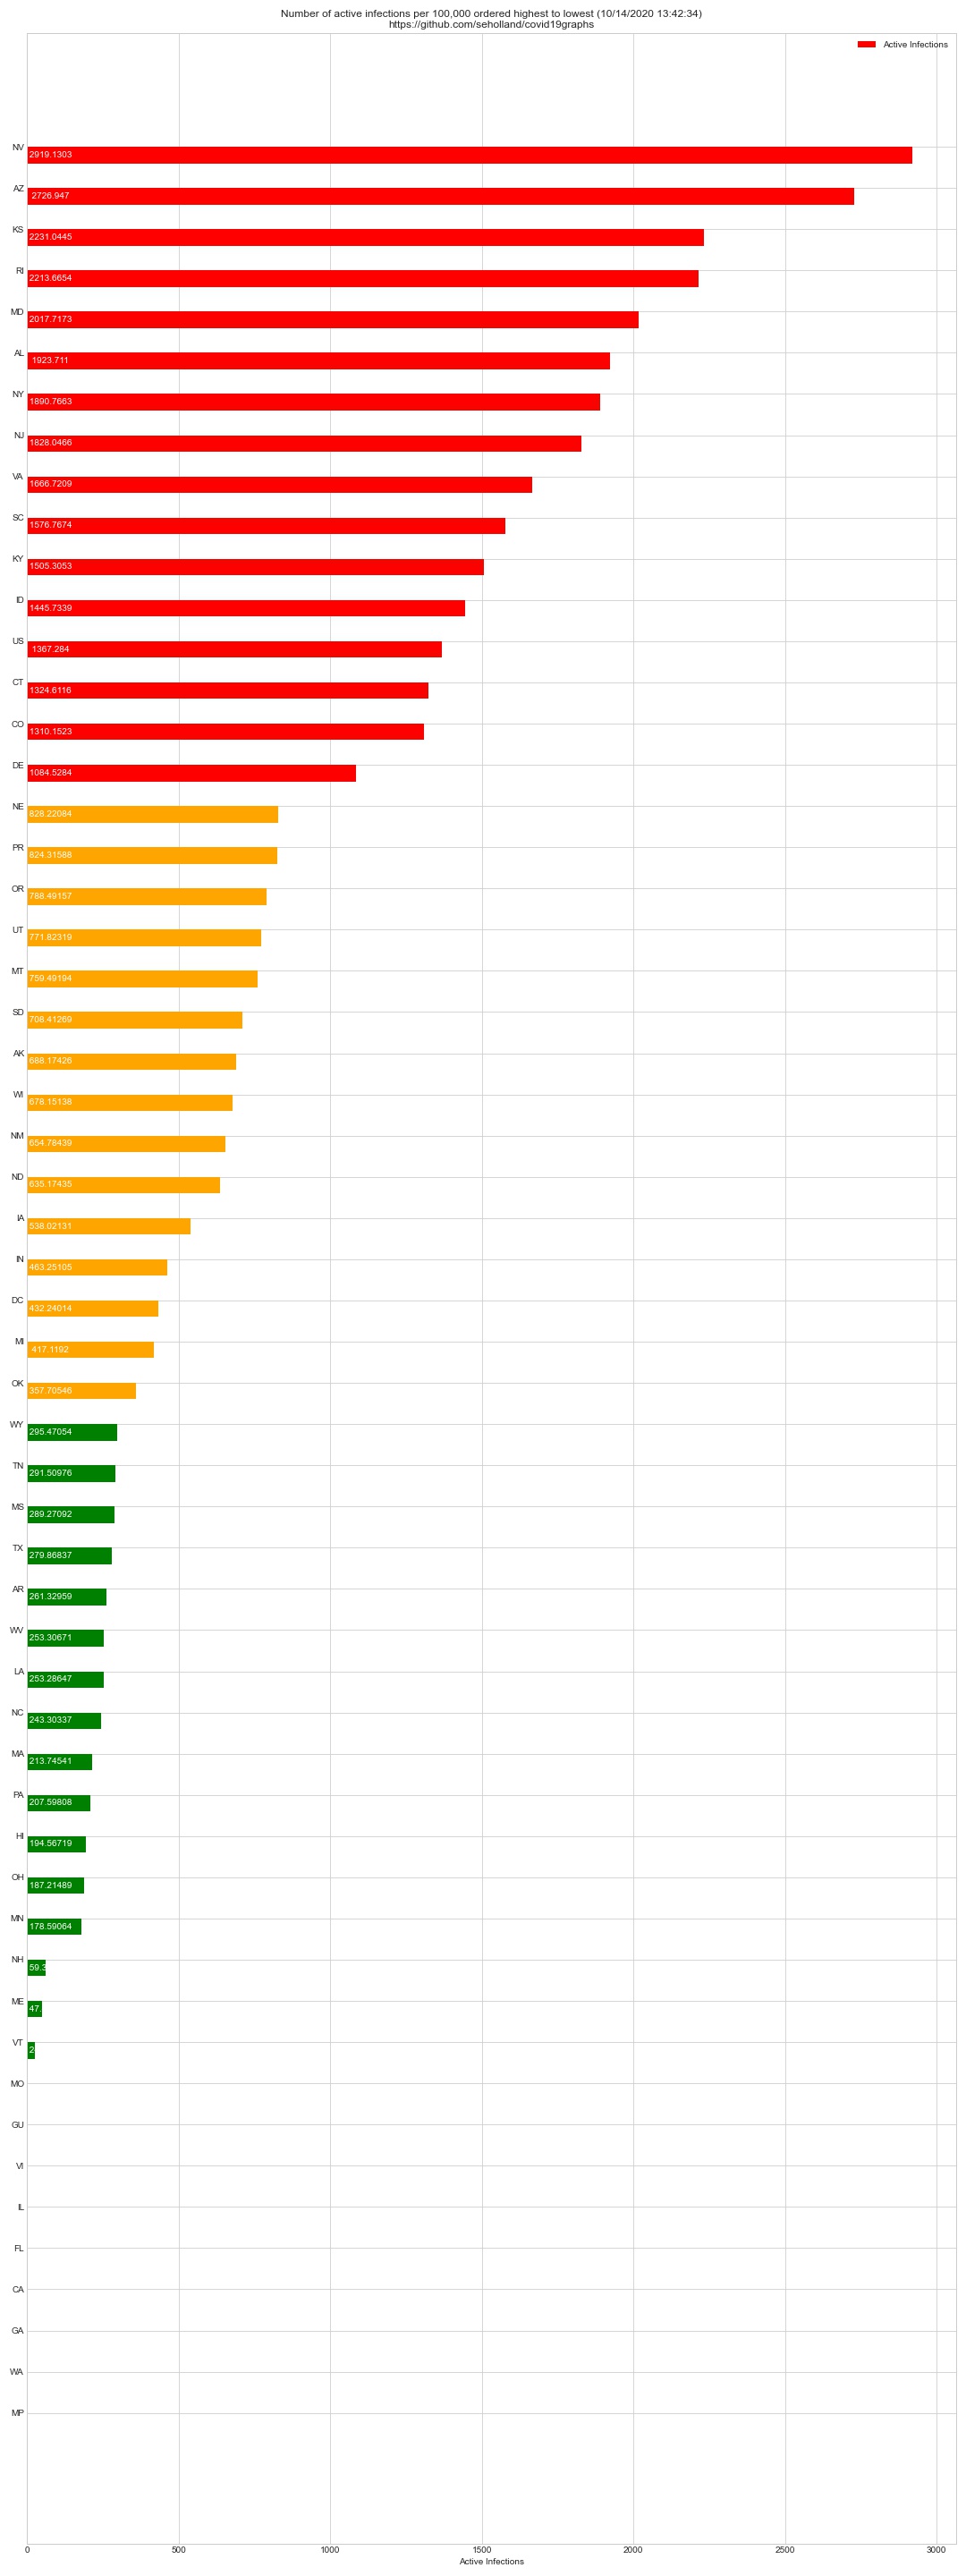 Number of active infections per 100,000 ordered highest to lowest (10/14/2020 13:42:34)
https://github.com/seholland/covid19graphs
Active Infections
NV 2919.1303
AZ 2726.947
KS 2231.0445
RI 2213.6654
MD 2017.7173
AL 1923.711
NY 1890.7663
NJ 1828.0466
VA 1666.7209
SC 1576.7674
KY 1505.3053
ID 1445.7339
US 1367.284
CT 1324.6116
CO 1310.1523
DE 1084.5284
NE 828.22084
PR 824.31588
OR 788.49157
UT 771.82319
MT 759.49194
SD 708.41269
AK 688.17426
WI 678.15138
NM 654.78439
ND 635.17435
IA 538.02131
IN 463.25105
DC 432.24014
MI 417.1192
OK 357.70546
WY 295.47054
TN 291.50976
MS 289.27092
TX 279.86837
AR 261.32959
WV 253.30671
LA 253.28647
NC 243.30337
MA 213.74541
PA 207.59808
HI 194.56719
OH 187.21489
MN 178.59064
NH 59.3
ME 47.
VT 2
MO
GU
VI
IL
FL
CA
GA
WA
MP
0 500 1000 1500 2000 2500 3000
Active Infections